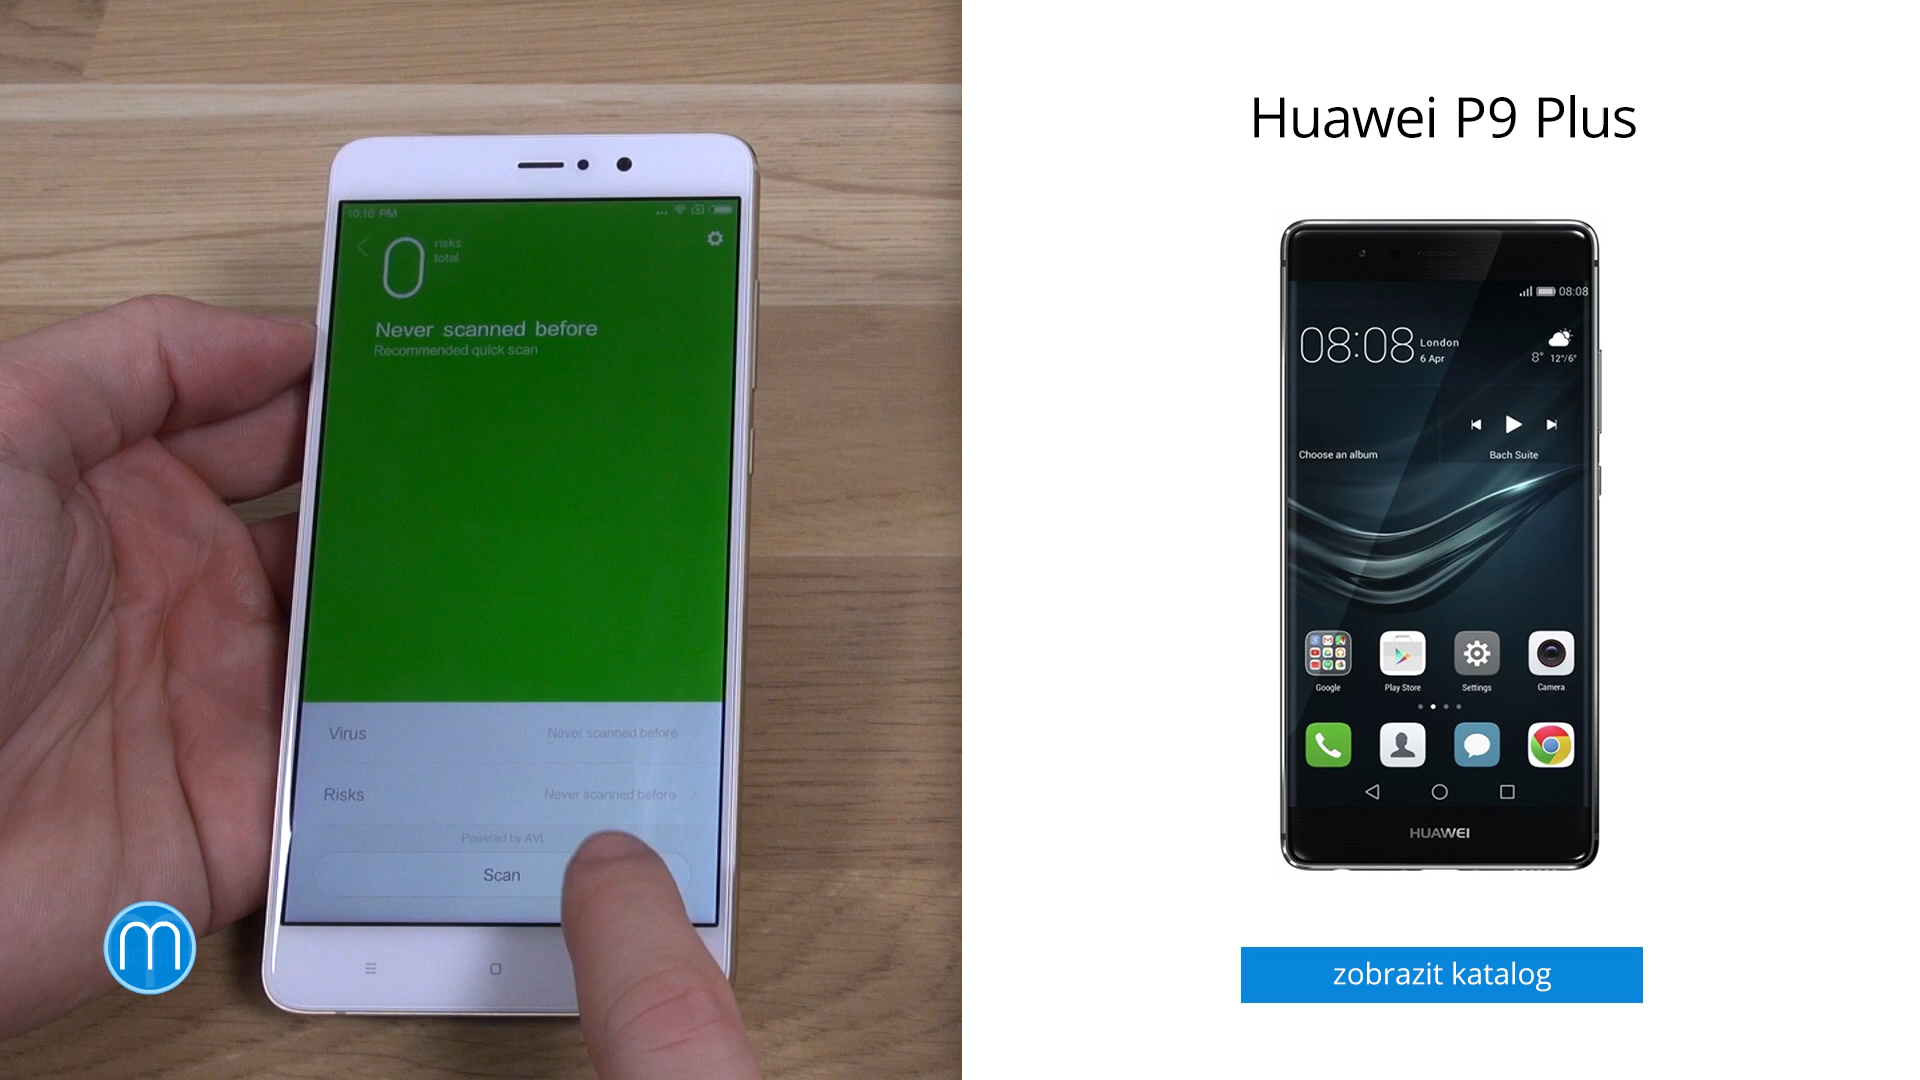 10:10 PM
0
risks
total
Never scanned before
Recommended quick scan
Virus
Never scanned before
Risks
Never scanned before
Powered by AVL
Scan
m
Huawei P9 Plus
08:08
08:08
London
6 Apr
8°
12°/6°
Choose an album
Bach Suite
Google
Play Store
Settings
Camera
HUAWEI
zobrazit katalog